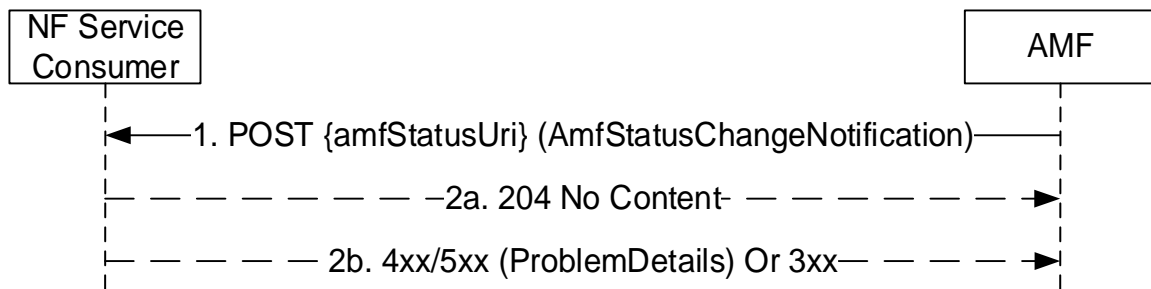 NF Service
Consumer
AMF
1. POST {amfStatusUri} (AmfStatusChangeNotification)
2a. 204 No Content
2b. 4xx/5xx (ProblemDetails) Or 3xx